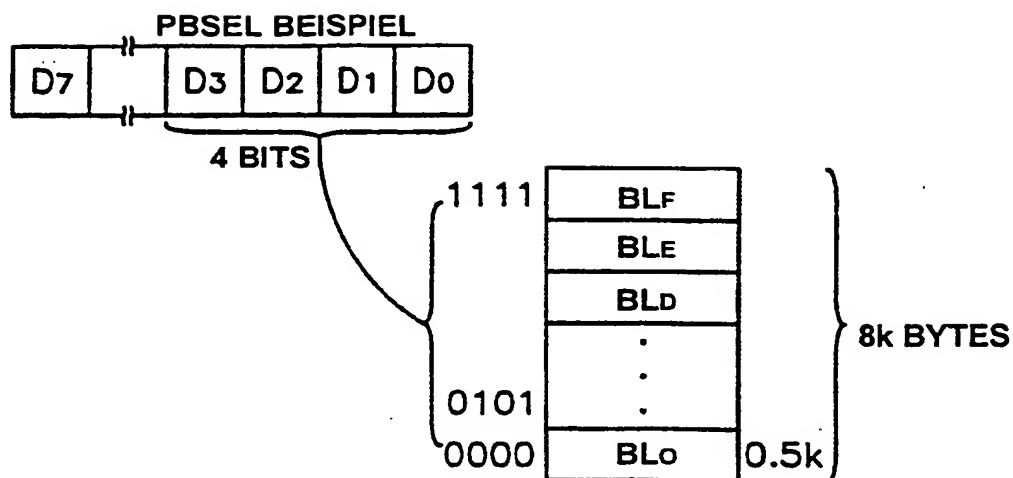 PBSEL BEISPIEL
D7 D3 D2 D1 D0
4 BITS
1111 BLF
BLE
BLD
8k BYTES
0101
0000 BL0 0.5k